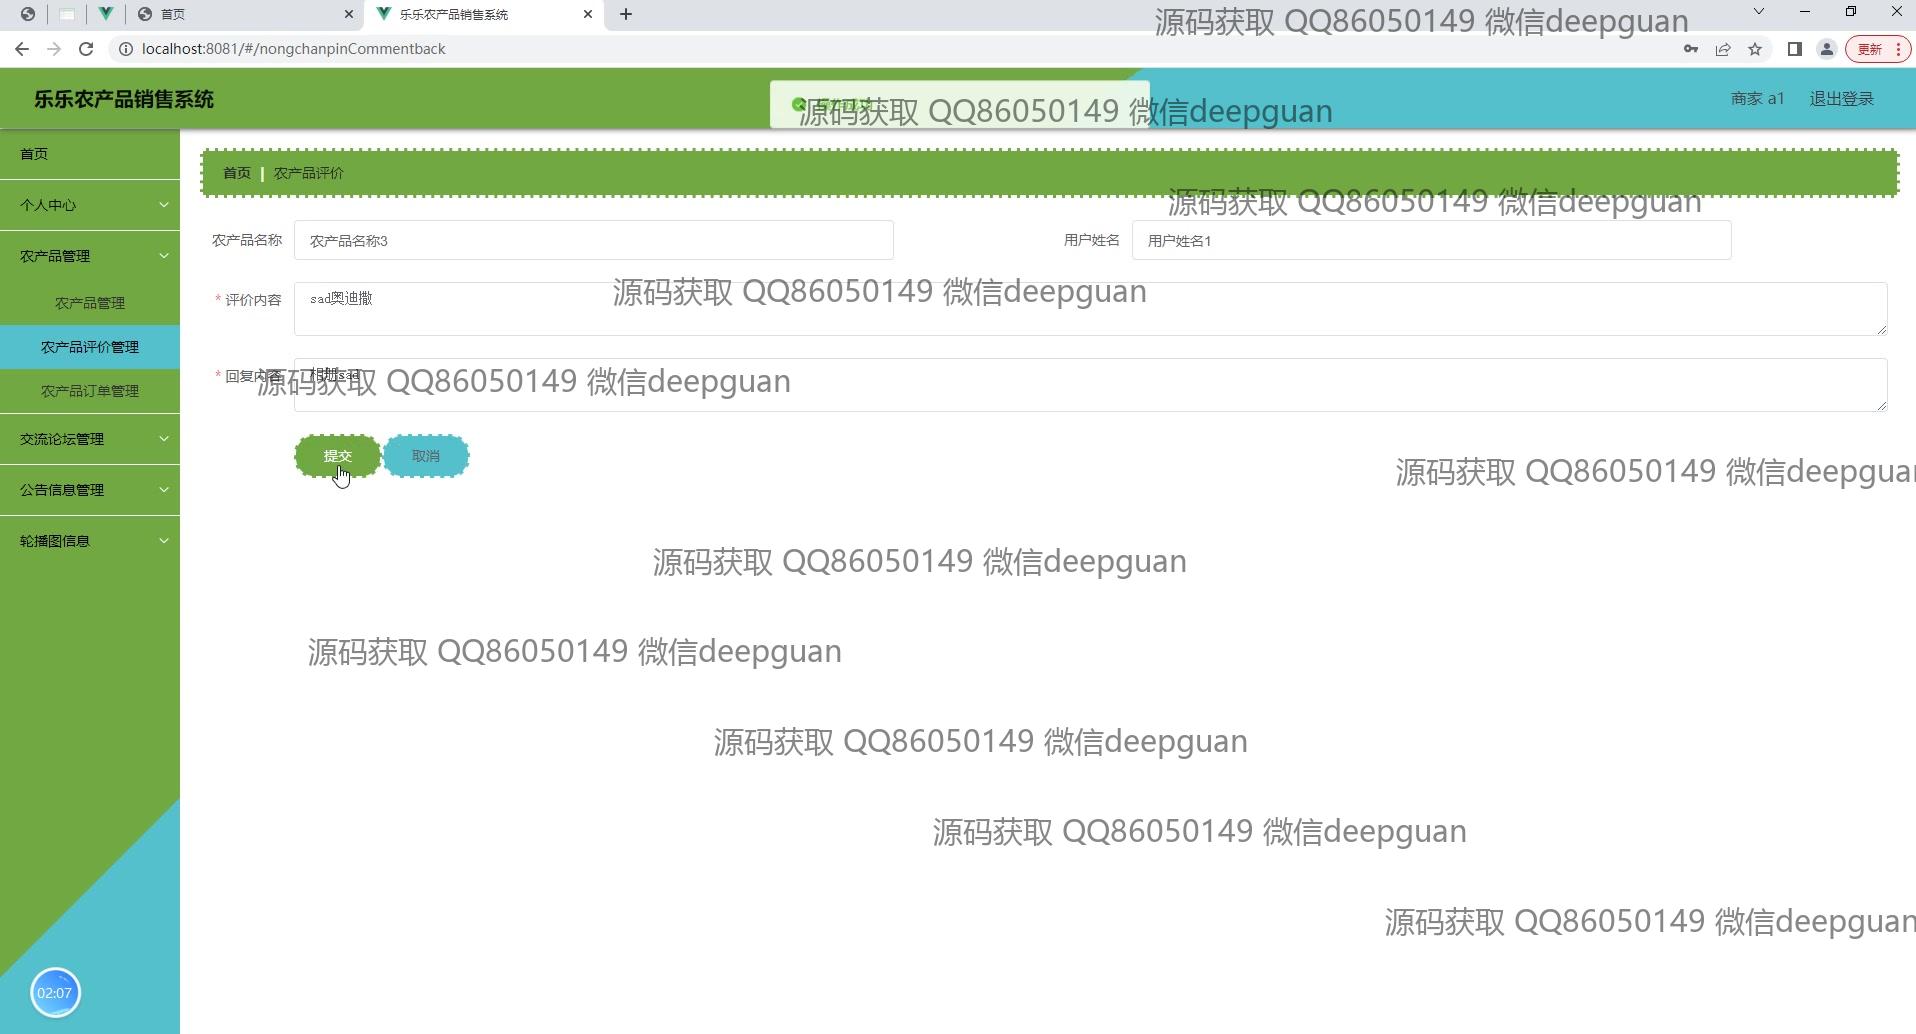 首页
乐乐农产品销售系统
源码获取 QQ86050149 微信deepguan
localhost:8081/#/nongchanpinCommentback
更新
乐乐农产品销售系统
源码获取 QQ86050149 微信deepguan
商家 a1
退出登录
首页
个人中心
农产品管理
农产品管理
农产品评价管理
农产品订单管理
交流论坛管理
公告信息管理
轮播图信息
首页 | 农产品评价
源码获取 QQ86050149 微信deepguan
农产品名称
农产品名称3
用户姓名
用户姓名1
* 评价内容
sad奥迪撒
源码获取 QQ86050149 微信deepguan
* 回复内容
源码获取 QQ86050149 微信deepguan
提交
取消
源码获取 QQ86050149 微信deepguan
源码获取 QQ86050149 微信deepguan
源码获取 QQ86050149 微信deepguan
源码获取 QQ86050149 微信deepguan
源码获取 QQ86050149 微信deepguan
源码获取 QQ86050149 微信deepguan
02:07